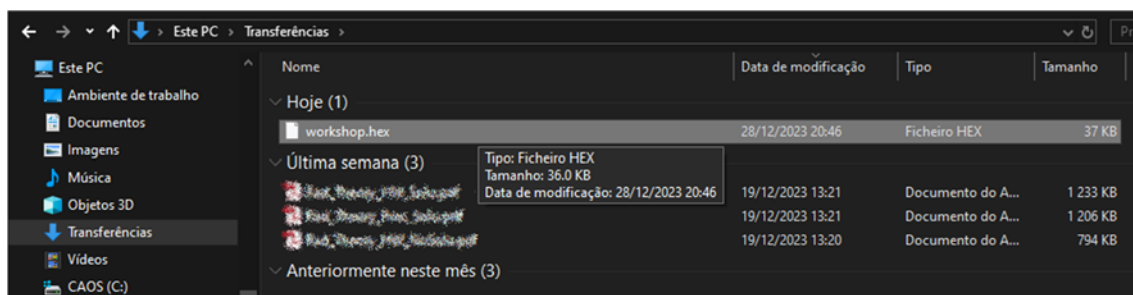 Este PC > Transferências >
Este PC
Ambiente de trabalho
Documentos
Imagens
Música
Objetos 3D
Transferências
Vídeos
CAOS (C:)
Nome Data de modificação Tipo Tamanho
Hoje (1)
workshop.hex 28/12/2023 20:46 Ficheiro HEX 37 KB
Tipo: Ficheiro HEX
Tamanho: 36.0 KB
Data de modificação: 28/12/2023 20:46
Última semana (3)
19/12/2023 13:21 Documento do A... 1 233 KB
19/12/2023 13:21 Documento do A... 1 206 KB
19/12/2023 13:20 Documento do A... 794 KB
Anteriormente neste mês (3)